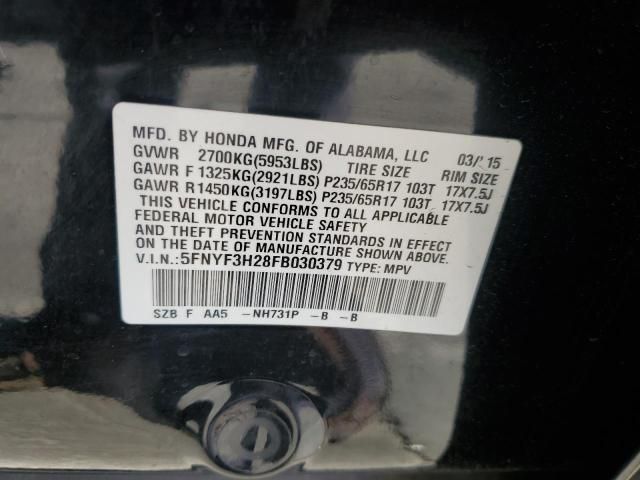 MFD. BY HONDA MFG. OF ALABAMA, LLC 03/15
GVWR 2700KG(5953LBS) TIRE SIZE RIM SIZE
GAWR F 1325KG(2921LBS) P235/65R17 103T 17X7.5J
GAWR R 1450KG(3197LBS) P235/65R17 103T 17X7.5J
THIS VEHICLE CONFORMS TO ALL APPLICABLE
FEDERAL MOTOR VEHICLE SAFETY
AND THEFT PREVENTION STANDARDS IN EFFECT
ON THE DATE OF MANUFACTURE SHOWN ABOVE.
V.I.N.:5FNYF3H28FB030379 TYPE: MPV
SZB F AA5 -NH731P -B -B